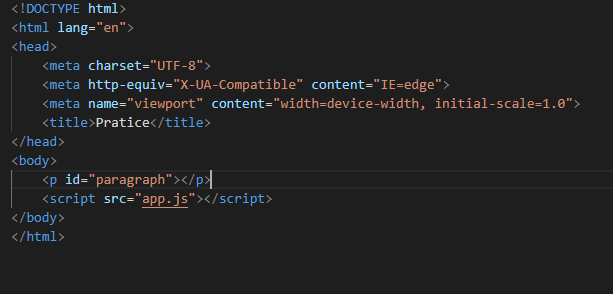 <!DOCTYPE html>
<html lang="en">
<head>
    <meta charset="UTF-8">
    <meta http-equiv="X-UA-Compatible" content="IE=edge">
    <meta name="viewport" content="width=device-width, initial-scale=1.0">
    <title>Pratice</title>
</head>
<body>
    <p id="paragraph"></p>
    <script src="app.js"></script>
</body>
</html>